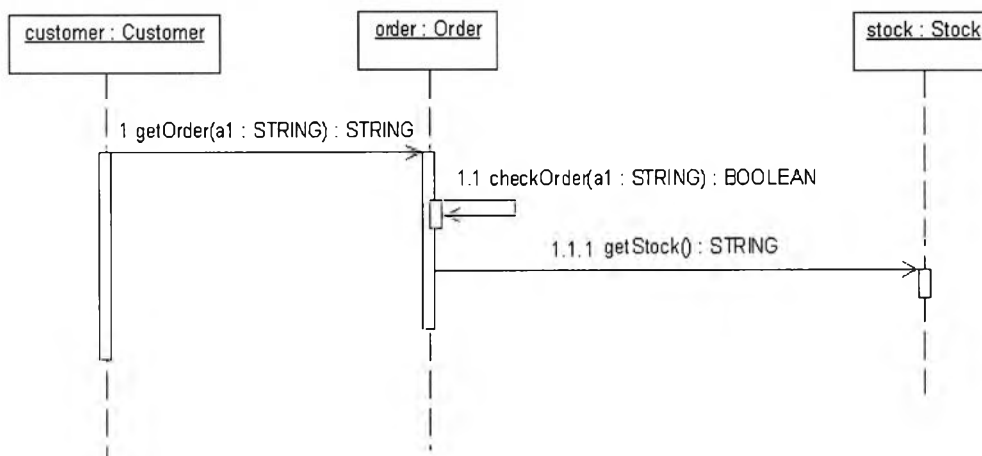 customer : Customer
order : Order
stock : Stock
1 getOrder(a1 : STRING) : STRING
1.1 checkOrder(a1 : STRING) : BOOLEAN
1.1.1 getStock() : STRING